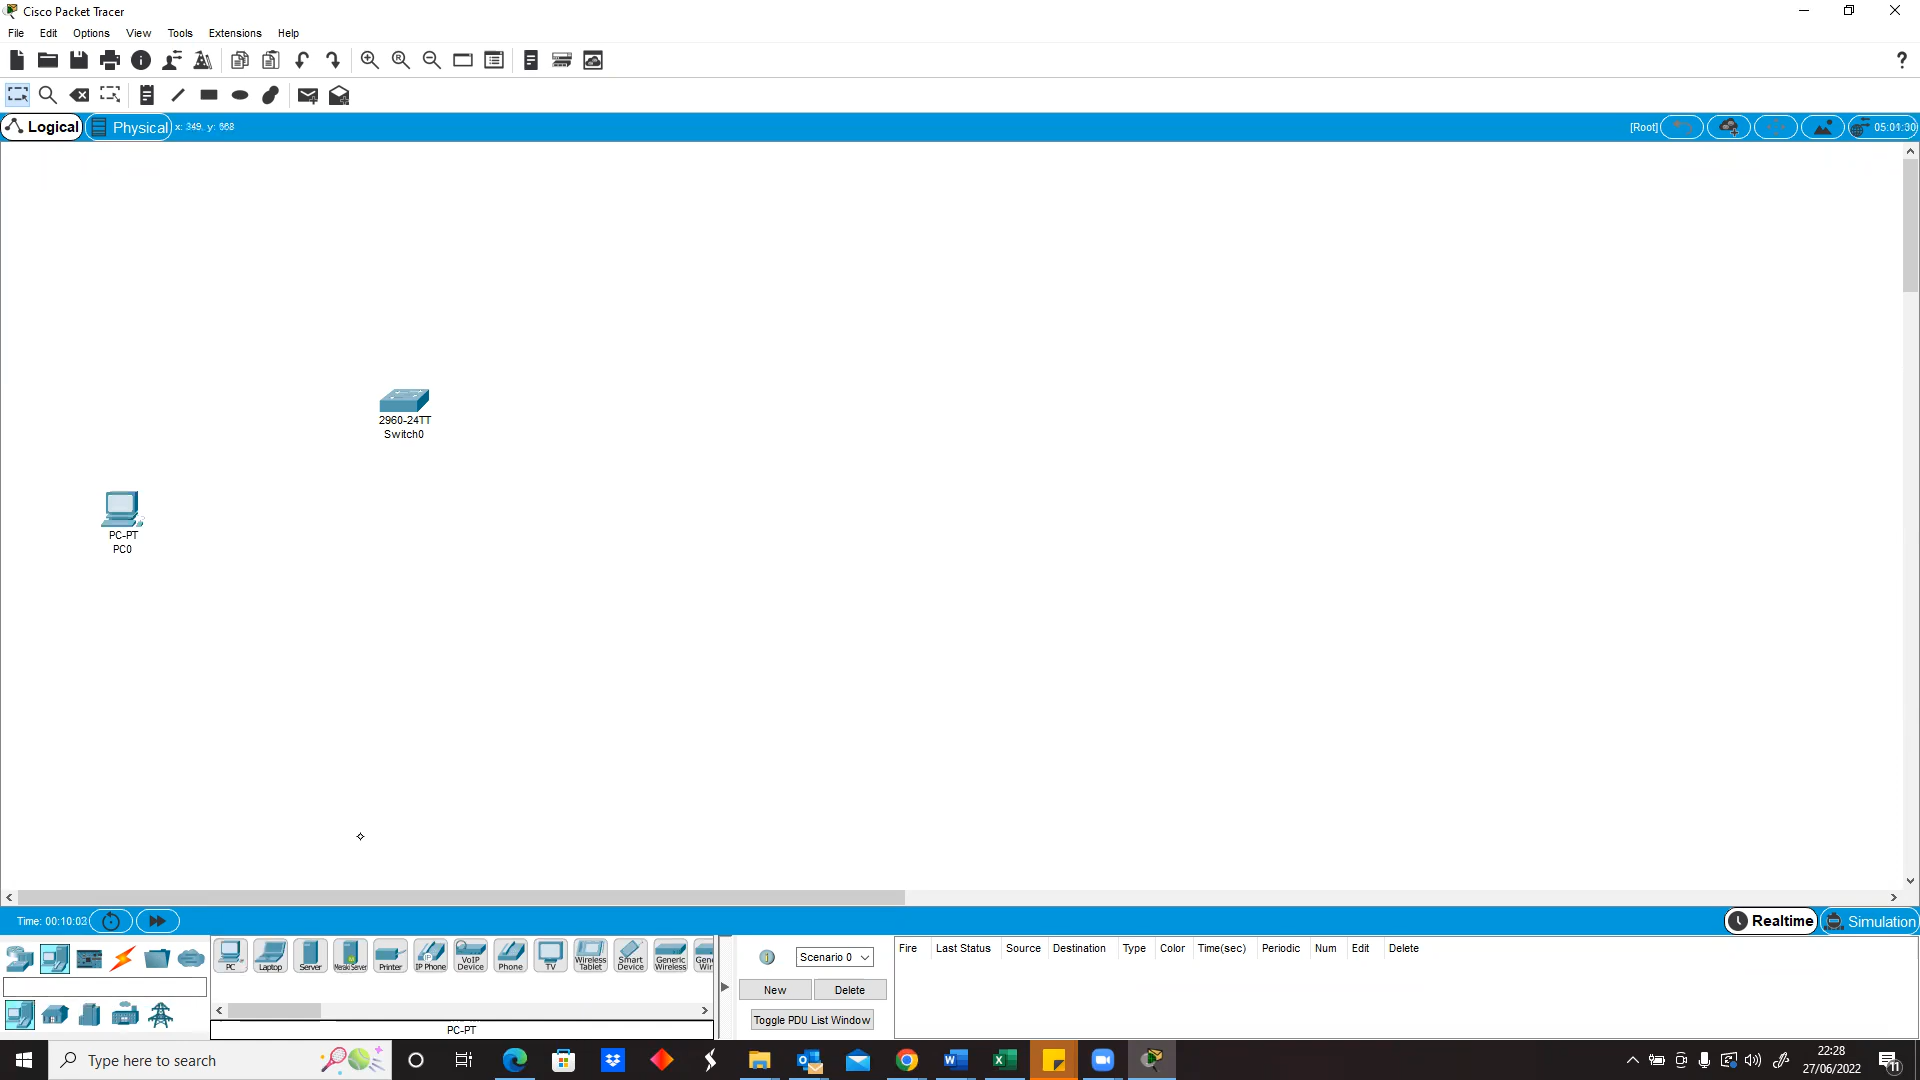 Cisco Packet Tracer
File Edit Options View Tools Extensions Help
?
Logical Physical x: 349, y: 668 [Root] 05:01:30
2960-24TT
Switch0
PC-PT
PC0
Time: 00:10:03 Realtime Simulation
PC Laptop Server Meraki Server Printer IP Phone VoIP Device Phone TV Wireless Tablet Smart Device Generic Wireless
Scenario 0
New Delete
Toggle PDU List Window
Fire Last Status Source Destination Type Color Time(sec) Periodic Num Edit Delete
PC-PT
Type here to search
22:28
27/06/2022
11